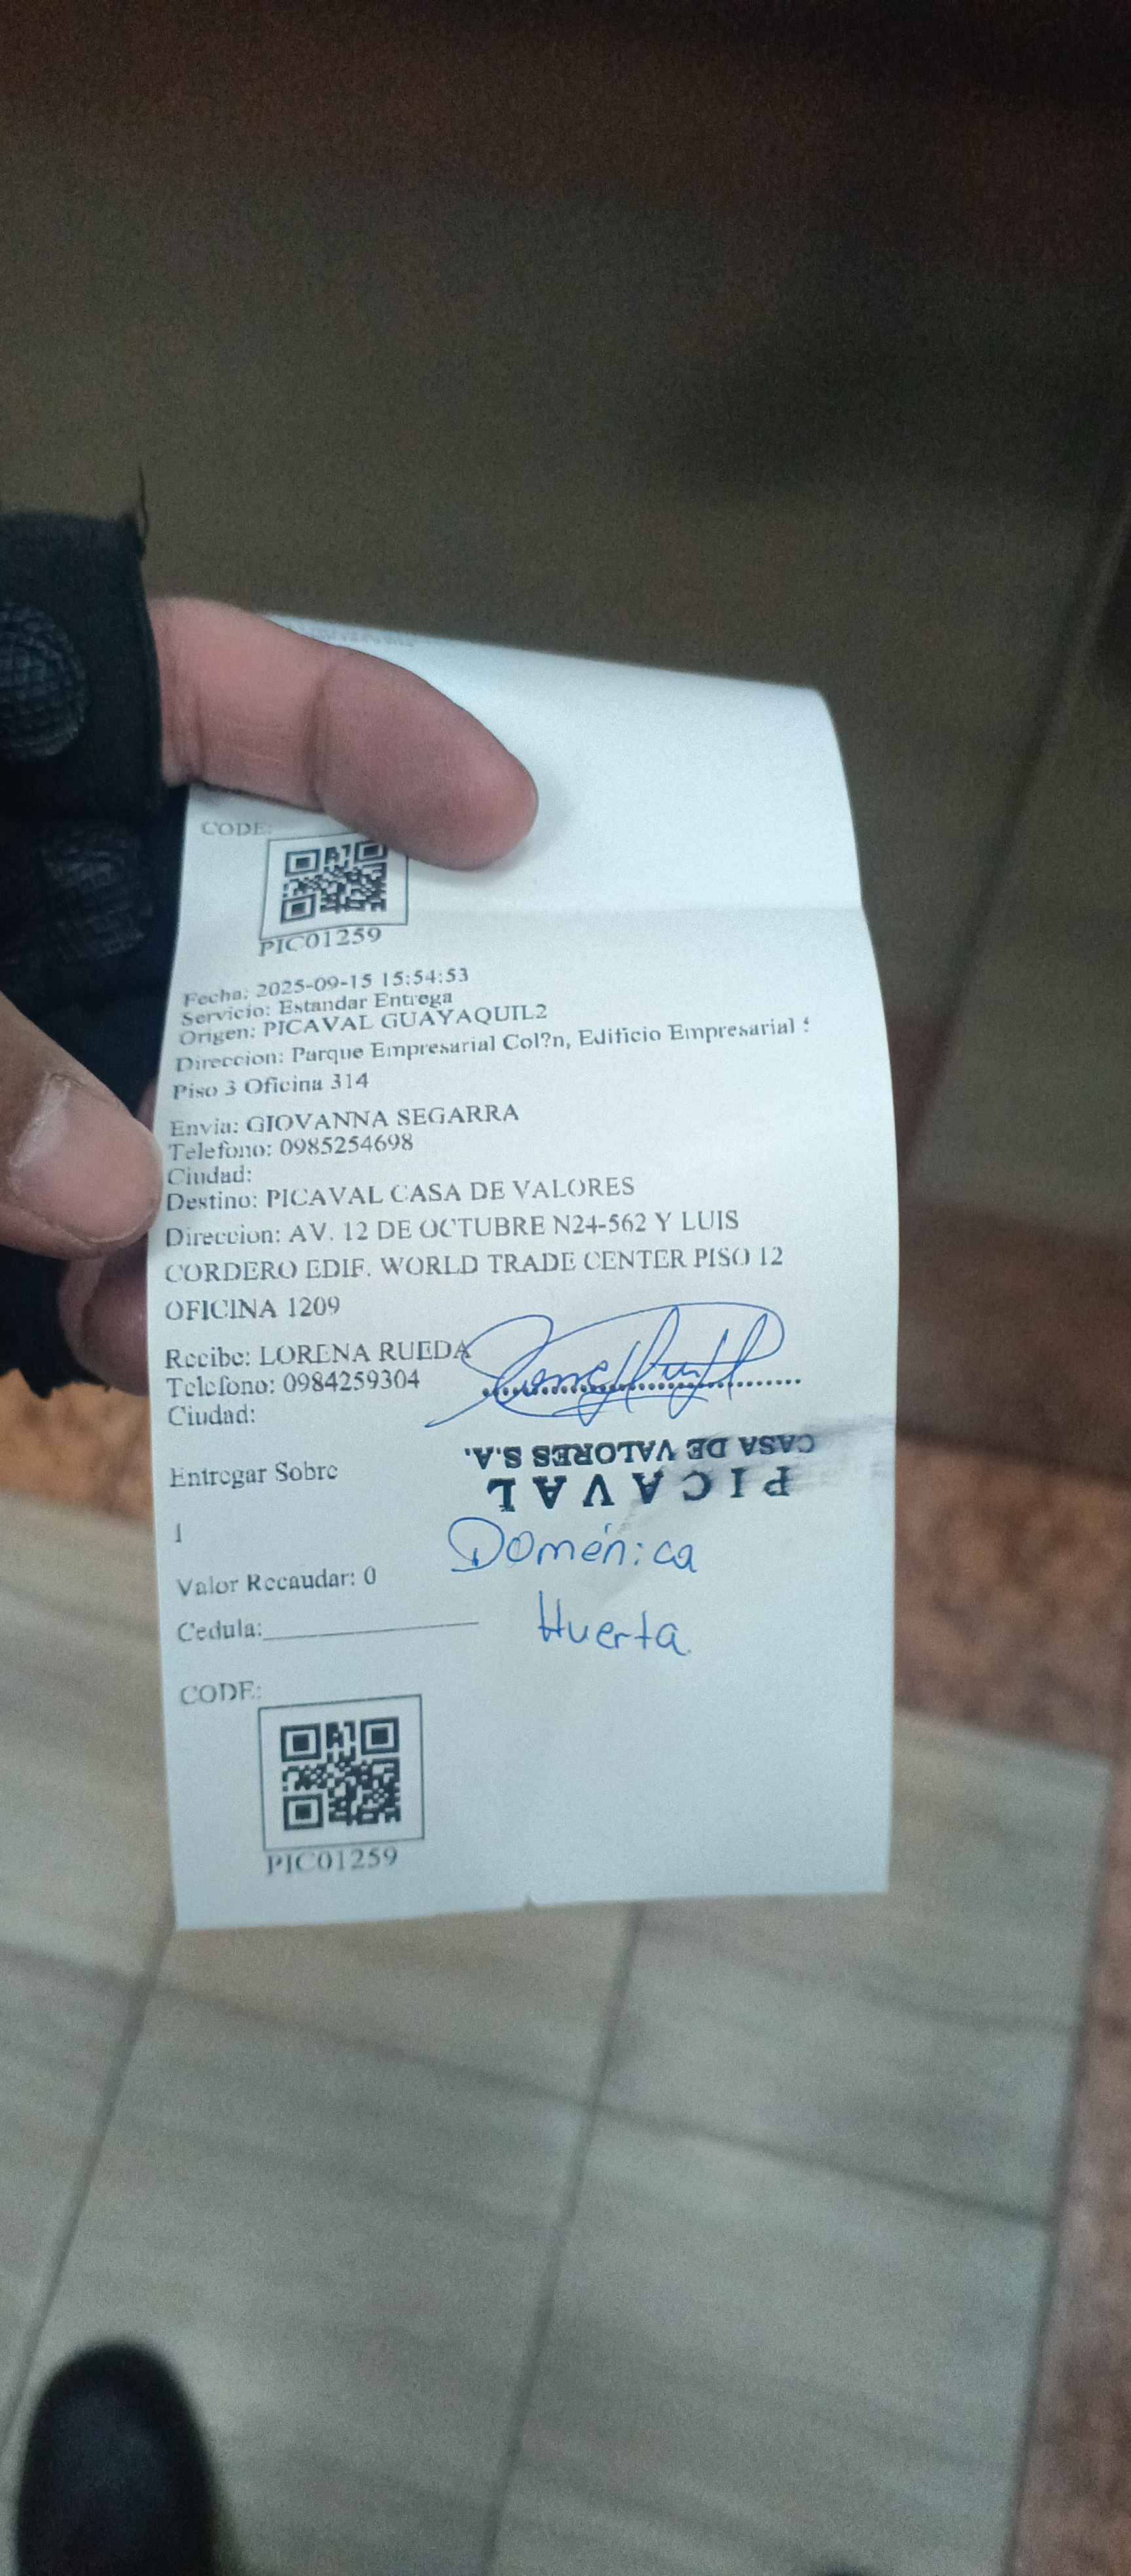 CODE:
PIC01259
Fecha: 2025-09-15 15:54:53
Servicio: Estandar Entrega
Origen: PICAVAL GUAYAQUIL2
Direccion: Parque Empresarial Col?n, Edificio Empresarial
Piso 3 Oficina 314
Envia: GIOVANNA SEGARRA
Telefono: 0985254698
Ciudad:
Destino: PICAVAL CASA DE VALORES
Direccion: AV. 12 DE OCTUBRE N24-562 Y LUIS
CORDERO EDIF. WORLD TRADE CENTER PISO 12
OFICINA 1209
Recibe: LORENA RUEDA
Telefono: 0984259304
Ciudad:
PICAVAL
CASA DE VALORES S.A.
Entregar Sobre
1
Doménica
Huerta
Valor Recaudar: 0
Cedula:
CODE:
PIC01259